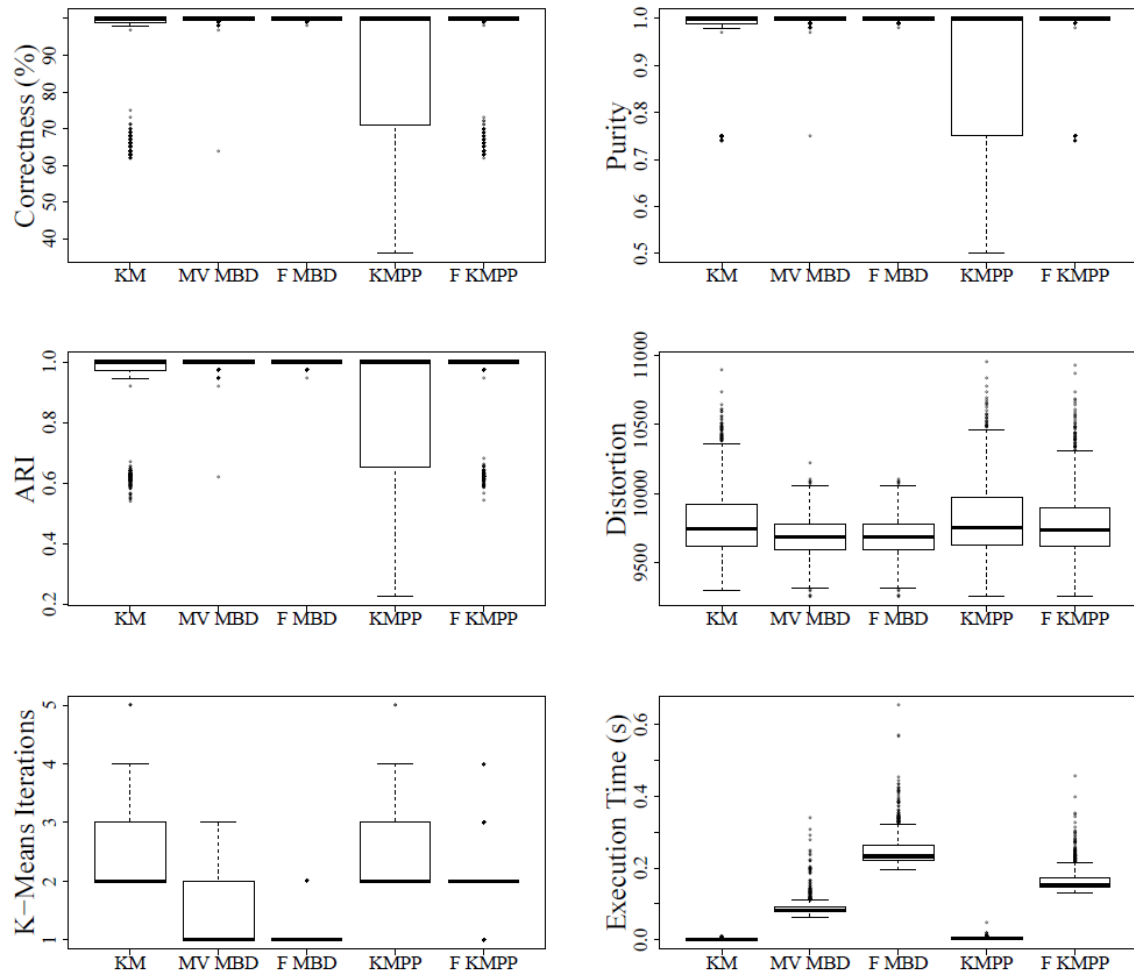 Correctness (%)
90
80
70
60
50
40
KM MV MBD F MBD KMPP F KMPP
Purity
1.0
0.9
0.8
0.7
0.6
0.5
KM MV MBD F MBD KMPP F KMPP
ARI
1.0
0.8
0.6
0.4
0.2
KM MV MBD F MBD KMPP F KMPP
Distortion
11000
10500
10000
9500
KM MV MBD F MBD KMPP F KMPP
K−Means Iterations
5
4
3
2
1
KM MV MBD F MBD KMPP F KMPP
Execution Time (s)
0.6
0.4
0.2
0.0
KM MV MBD F MBD KMPP F KMPP